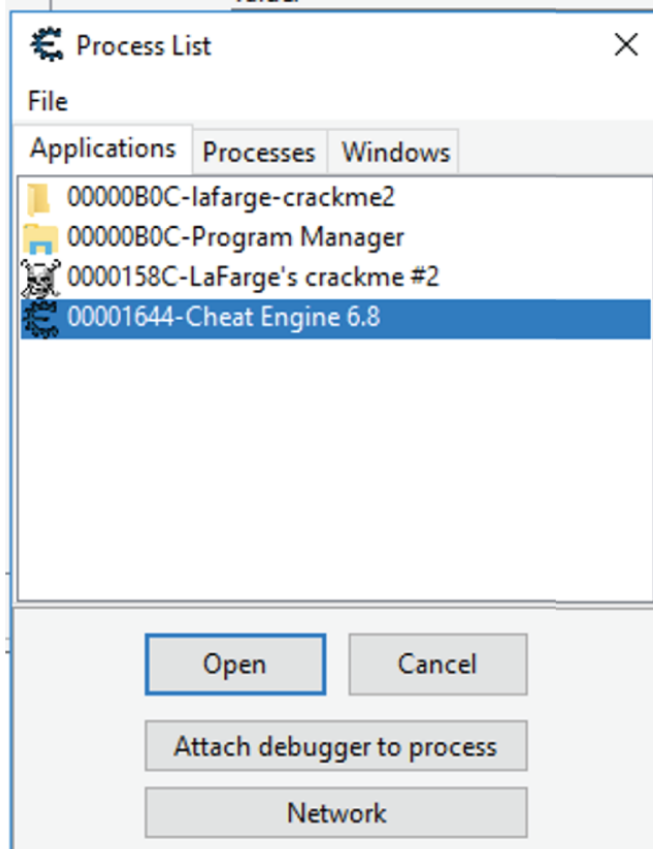 Process List
File
Applications Processes Windows
00000B0C-lafarge-crackme2
00000B0C-Program Manager
0000158C-LaFarge's crackme #2
00001644-Cheat Engine 6.8
Open Cancel
Attach debugger to process
Network